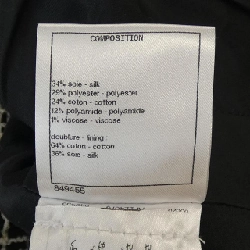 COMPOSITION
34% soie - silk
29% polyester - polyester
24% coton - cotton
12% polyamide - polyamide
1% viscose - viscose
doublure - lining :
64% coton - cotton
36% soie - silk